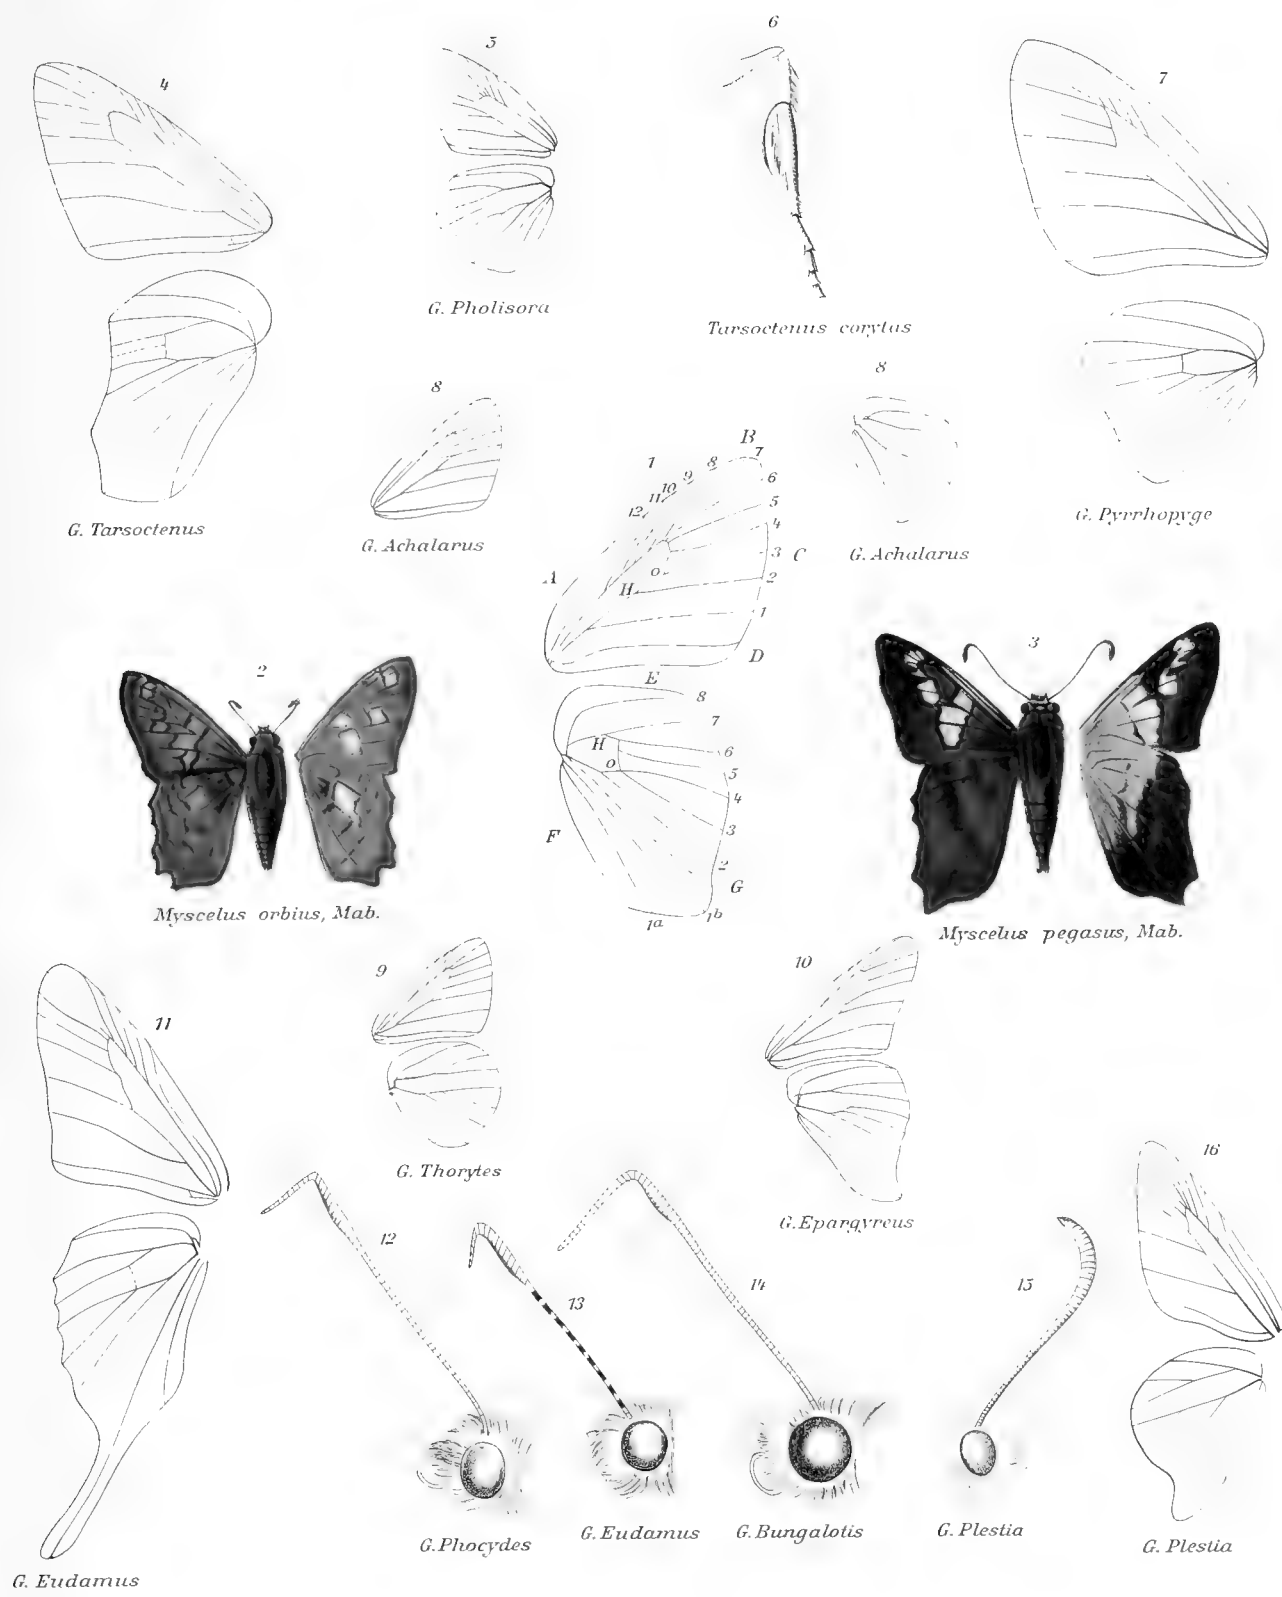 6
5
4
7
G. Pholisora
Tarsoctenus corytus
8
8
B
7
1
8
9
10
11
12
6
5
4
3
C
2
1
D
E
A
H
o
G. Tarsoctenus
G. Achalarus
G. Achalarus
G. Pyrrhopyge
2
3
8
7
6
5
4
3
2
G
1b
1a
H
o
F
Myscelus orbius, Mab.
Myscelus pegasus, Mab.
9
10
11
G. Thorytes
G. Epargyreus
16
12
13
14
15
G. Phocydes
G. Eudamus
G. Bungalotis
G. Plestia
G. Plestia
G. Eudamus